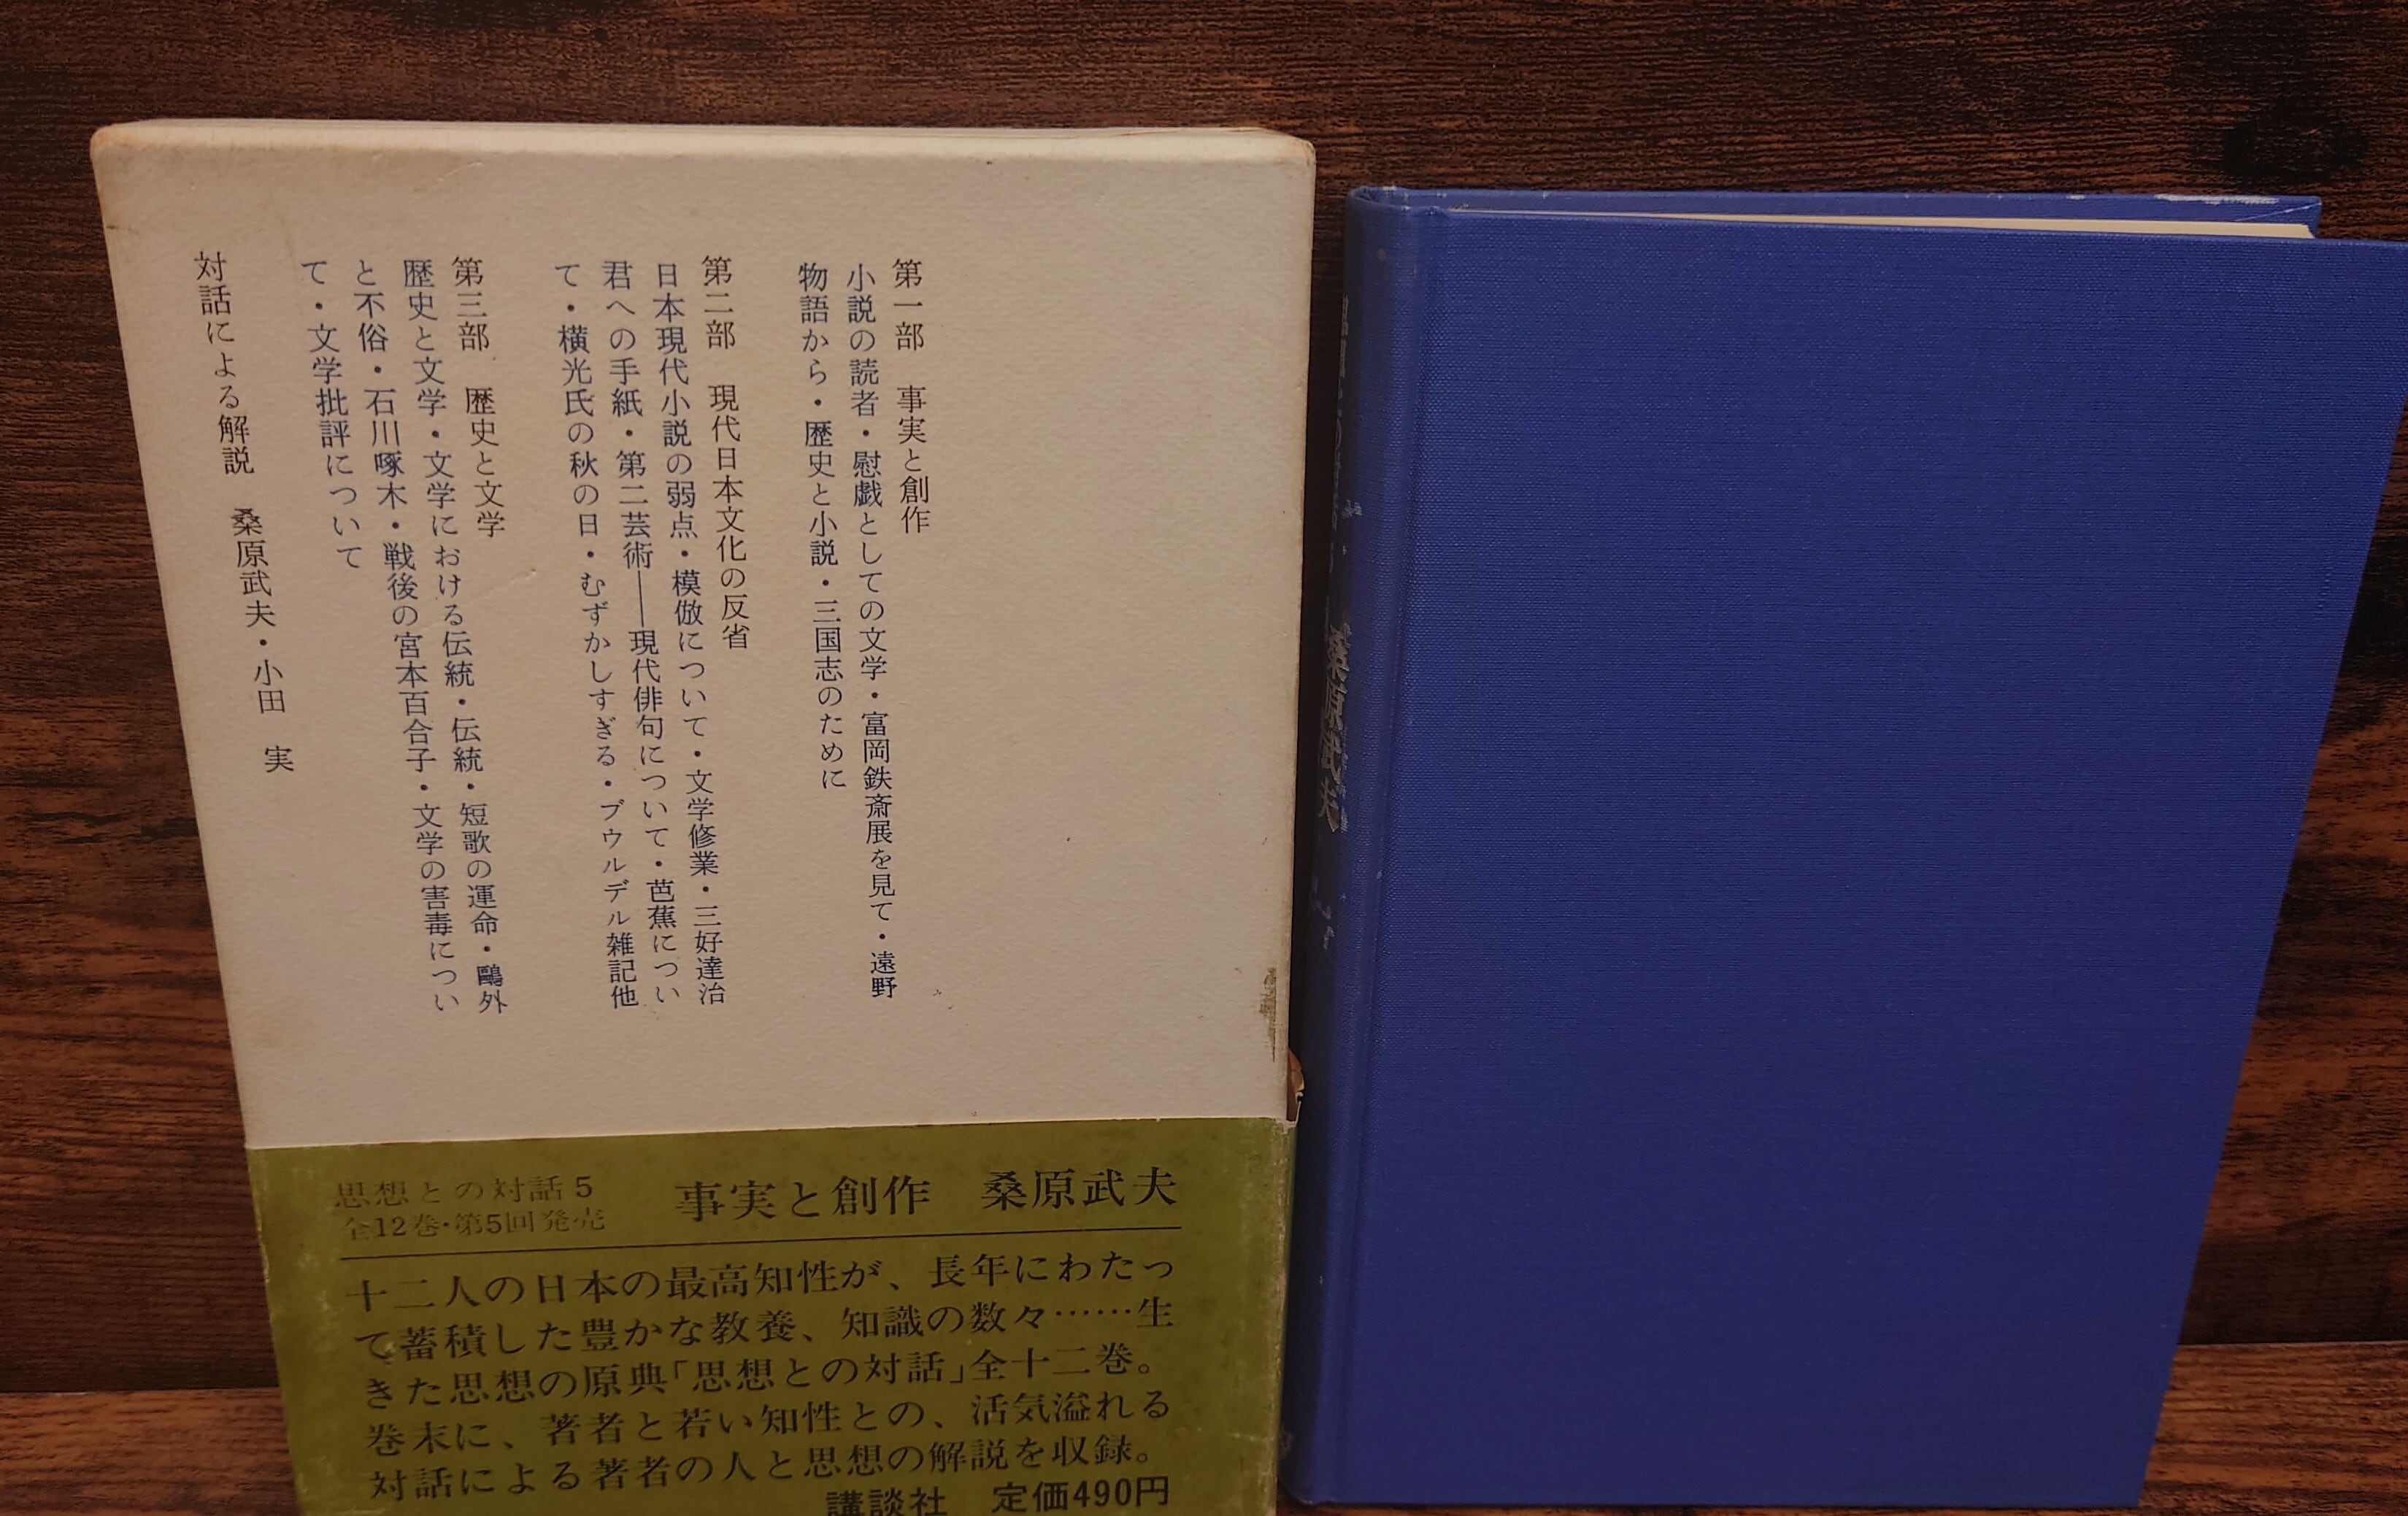 第一部　事実と創作
小説の読者・慰戯としての文学・富岡鉄斎展を見て・遠野
物語から・歴史と小説・三国志のために
第二部　現代日本文化の反省
日本現代小説の弱点・模倣について・文学修業・三好達治
君への手紙・第二芸術――現代俳句について・芭蕉につい
て・横光氏の秋の日・むずかしすぎる・ブウルデル雑記他
第三部　歴史と文学
歴史と文学・文学における伝統・伝統・短歌の運命・鷗外
と不俗・石川啄木・戦後の宮本百合子・文学の害毒につい
て・文学批評について
対話による解説　桑原武夫・小田　実
思想との対話 5
全12巻・第5回発売
事実と創作　桑原武夫
十二人の日本の最高知性が、長年にわたっ
て蓄積した豊かな教養、知識の数々……生
きた思想の原典「思想との対話」全十二巻。
巻末に、著者と若い知性との、活気溢れる
対話による著者の人と思想の解説を収録。
講談社　定価490円
桑原武夫